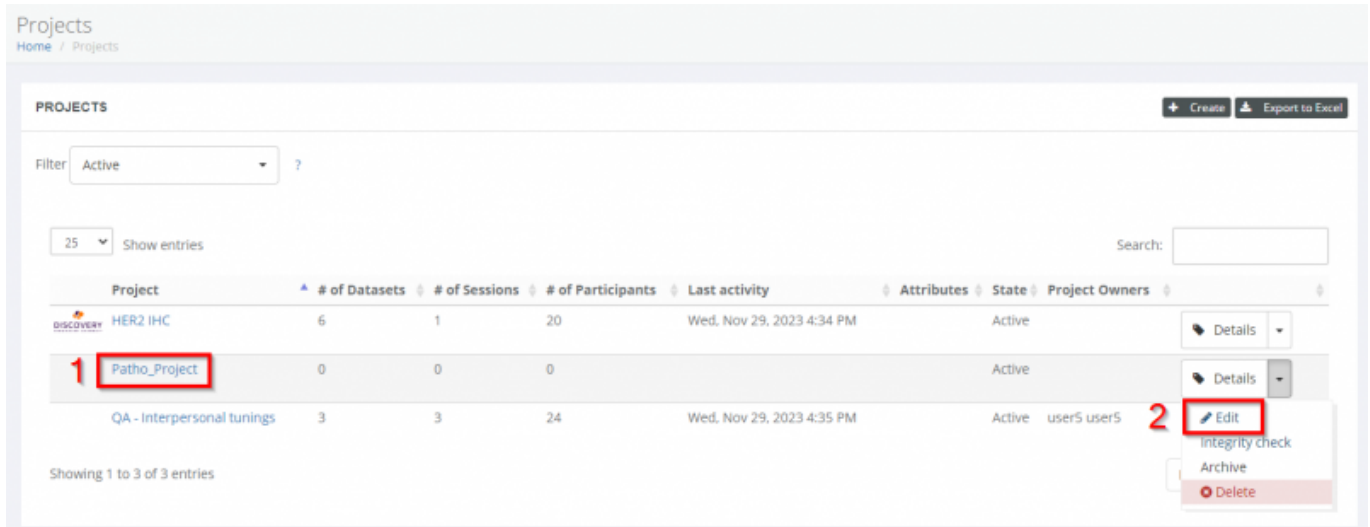 Projects
Home / Projects
PROJECTS
Create
Export to Excel
Filter Active ?
25 Show entries
Search:
Project # of Datasets # of Sessions # of Participants Last activity Attributes State Project Owners
DISCOVERY HER2 IHC 6 1 20 Wed, Nov 29, 2023 4:34 PM Active Details
1 Patho_Project 0 0 0 Active Details
QA - Interpersonal tunings 3 3 24 Wed, Nov 29, 2023 4:35 PM Active user5 user5
2 Edit
Integrity check
Archive
Delete
Showing 1 to 3 of 3 entries